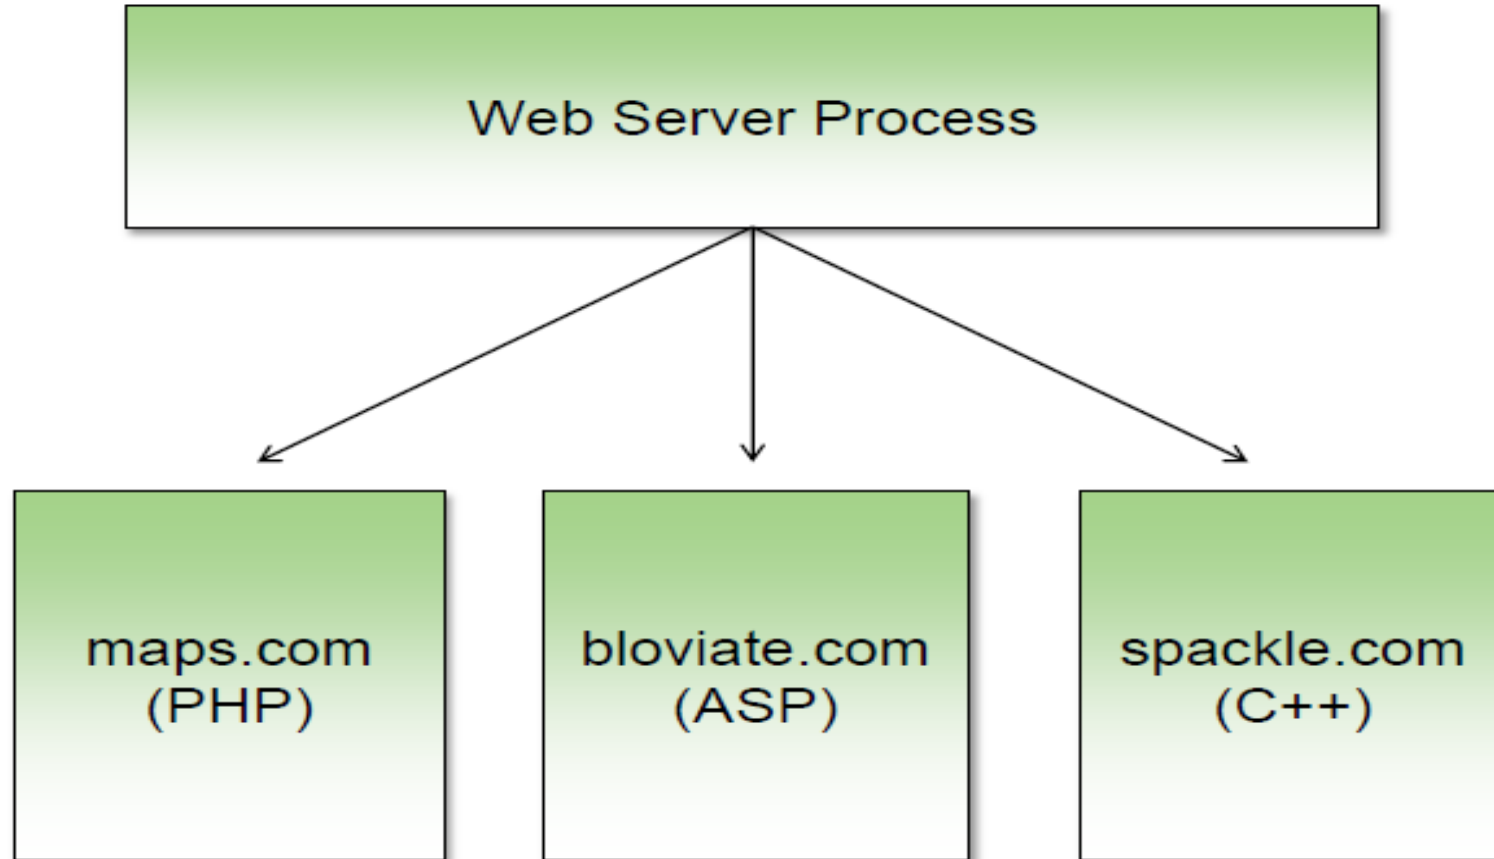 Web Server Process
maps.com
(PHP)
bloviate.com
(ASP)
spackle.com
(C++)